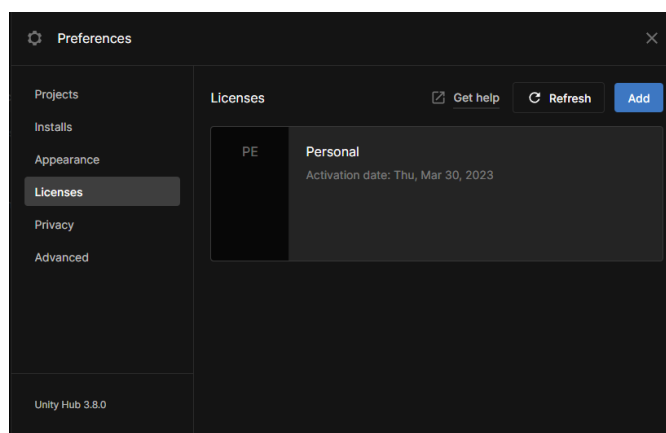 Preferences
Projects
Installs
Appearance
Licenses
Privacy
Advanced
Unity Hub 3.8.0
Licenses
Get help
Refresh
Add
PE
Personal
Activation date: Thu, Mar 30, 2023